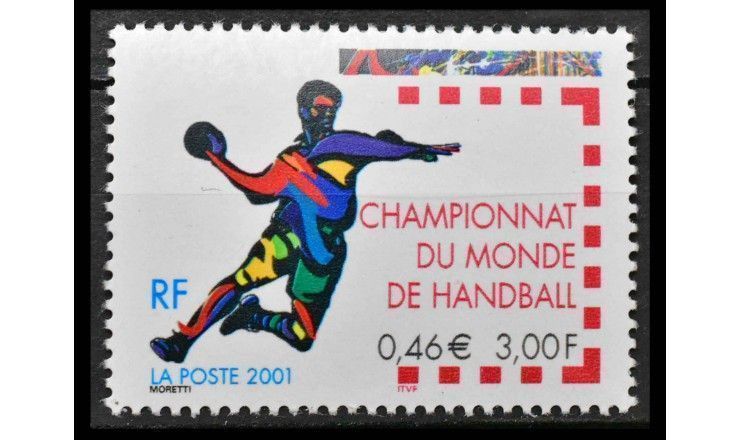 CHAMPIONNAT
DU MONDE
DE HANDBALL
RF
0,46€ 3,00F
LA POSTE 2001
MORETTI
ITVF